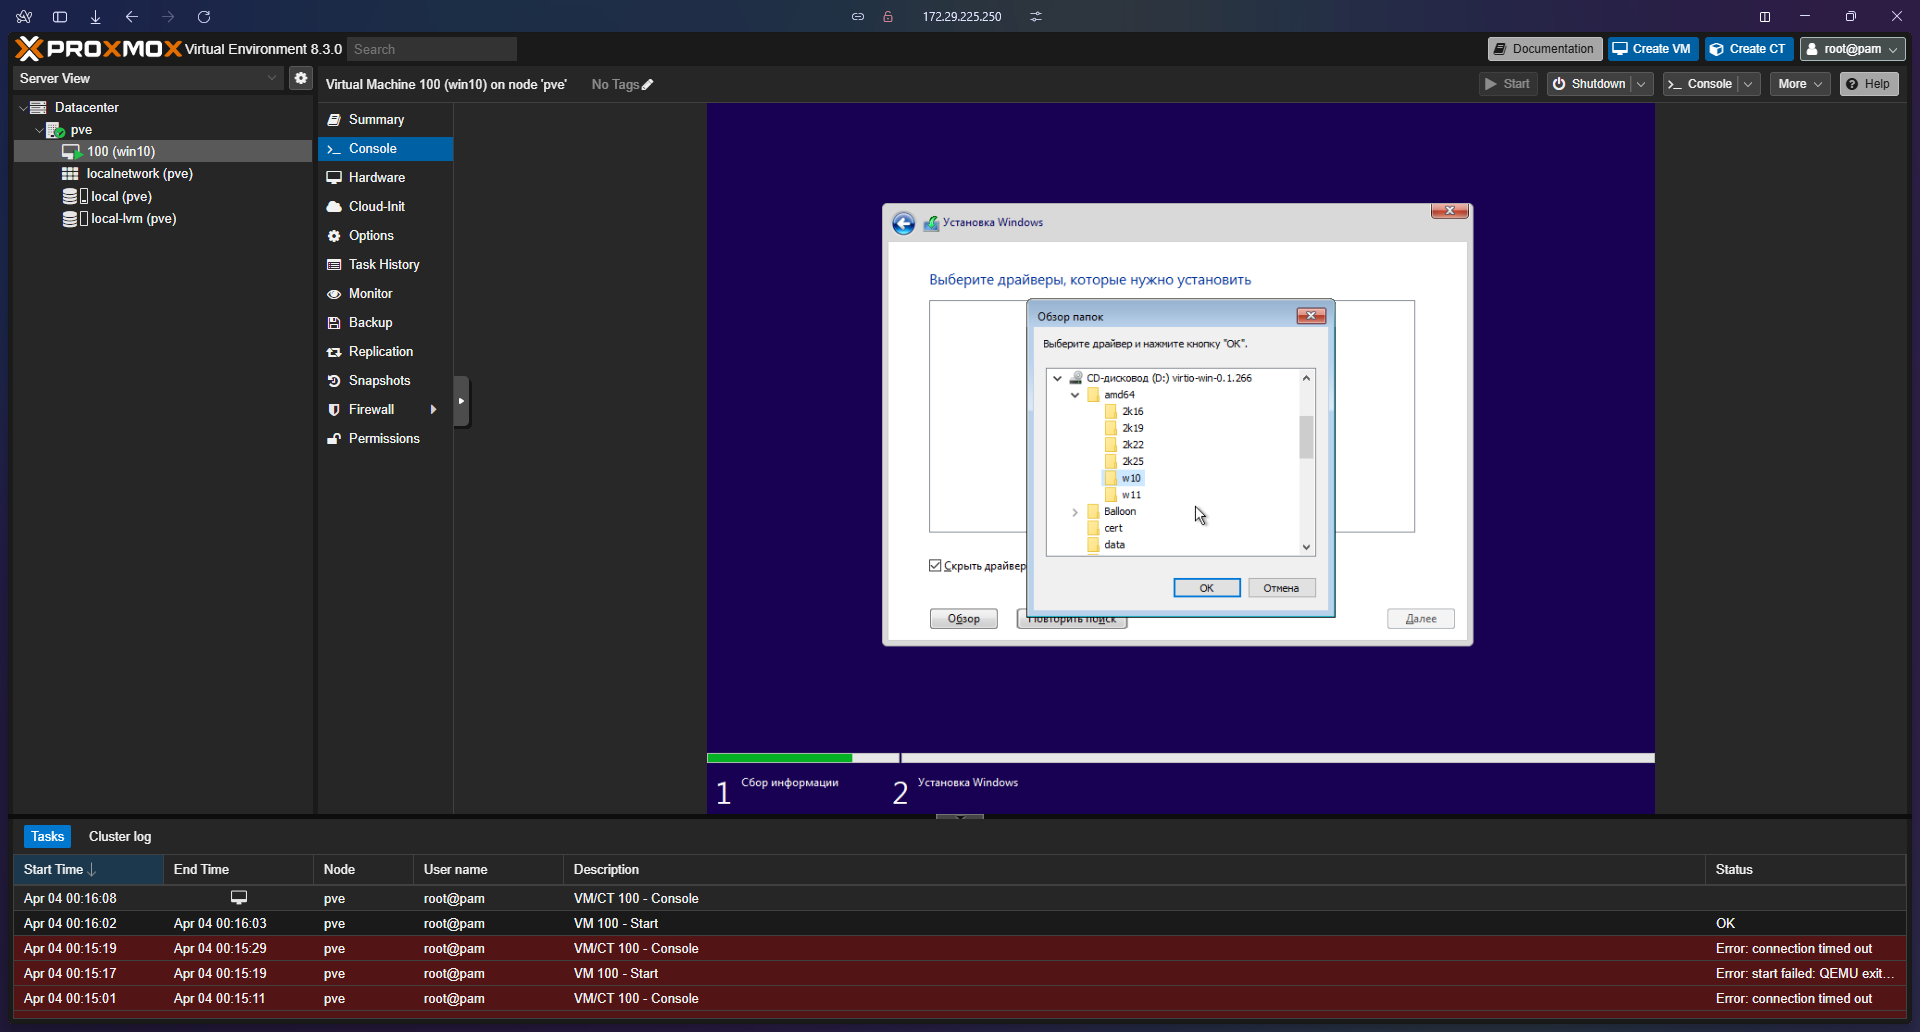 172.29.225.250
PROXMOX Virtual Environment 8.3.0 Search
Documentation Create VM Create CT root@pam
Server View
Virtual Machine 100 (win10) on node 'pve' No Tags
Start Shutdown Console More Help
Datacenter
pve
100 (win10)
localnetwork (pve)
local (pve)
local-lvm (pve)
Summary
Console
Hardware
Cloud-Init
Options
Task History
Monitor
Backup
Replication
Snapshots
Firewall
Permissions
Установка Windows
Выберите драйверы, которые нужно установить
Обзор папок
Выберите драйвер и нажмите кнопку "ОК".
CD-дисковод (D:) virtio-win-0.1.266
amd64
2k16
2k19
2k22
2k25
w10
w11
Balloon
cert
data
ОК Отмена
Скрыть драйвер
Обзор Повторить поиск Далее
1 Сбор информации 2 Установка Windows
Tasks Cluster log
Start Time End Time Node User name Description Status
Apr 04 00:16:08 pve root@pam VM/CT 100 - Console
Apr 04 00:16:02 Apr 04 00:16:03 pve root@pam VM 100 - Start OK
Apr 04 00:15:19 Apr 04 00:15:29 pve root@pam VM/CT 100 - Console Error: connection timed out
Apr 04 00:15:17 Apr 04 00:15:19 pve root@pam VM 100 - Start Error: start failed: QEMU exit...
Apr 04 00:15:01 Apr 04 00:15:11 pve root@pam VM/CT 100 - Console Error: connection timed out